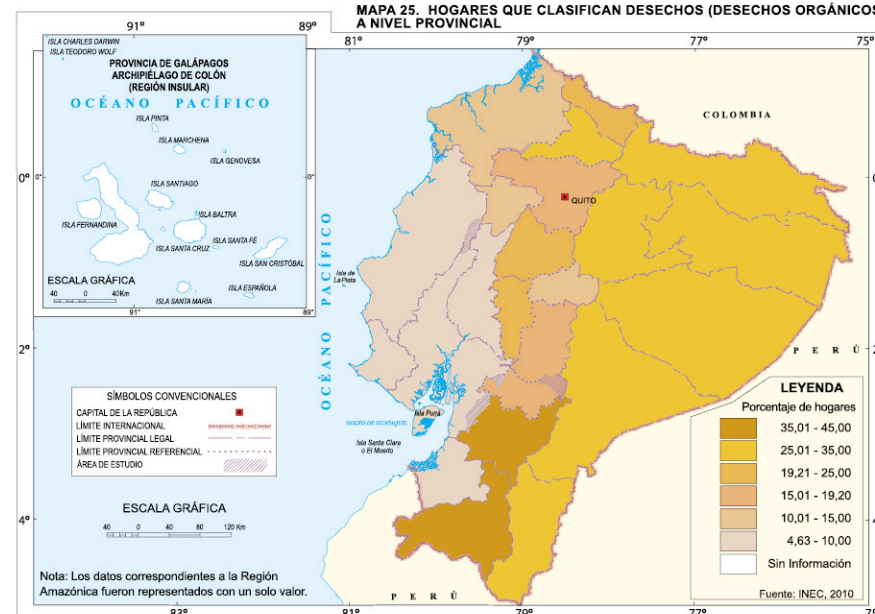 MAPA 25. HOGARES QUE CLASIFICAN DESECHOS (DESECHOS ORGÁNICOS
A NIVEL PROVINCIAL
81°
79°
77°
75°
ISLA CHARLES DARWIN
ISLA TEODORO WOLF
PROVINCIA DE GALÁPAGOS
ARCHIPIÉLAGO DE COLÓN
(REGIÓN INSULAR)
OCÉANO PACÍFICO
ISLA PINTA
ISLA MARCHENA
ISLA GENOVESA
0°
0°
ISLA SANTIAGO
ISLA BALTRA
ISLA FERNANDINA
ISLA SANTA FÉ
ISLA SANTA CRUZ
ISLA SAN CRISTÓBAL
ESCALA GRÁFICA
40 0 40Km
ISLA SANTA MARÍA
ISLA ESPAÑOLA
91°
89°
91°
89°
COLOMBIA
0°
QUITO
OCÉANO PACÍFICO
Isla de
La Plata
2°
PERÚ
Isla Puná
GOLFO DE GUAYAQUIL
Isla Santa Clara
o El Muerto
SÍMBOLOS CONVENCIONALES
CAPITAL DE LA REPÚBLICA
LÍMITE INTERNACIONAL
LÍMITE PROVINCIAL LEGAL
LÍMITE PROVINCIAL REFERENCIAL
ÁREA DE ESTUDIO
ESCALA GRÁFICA
40 0 40 80 120 Km
4°
4°
LEYENDA
Porcentaje de hogares
35,01 - 45,00
25,01 - 35,00
19,21 - 25,00
15,01 - 19,20
10,01 - 15,00
4,63 - 10,00
Sin Información
Fuente: INEC, 2010
Nota: Los datos correspondientes a la Región
Amazónica fueron representados con un solo valor.
PERÚ
83°
81°
79°
77°